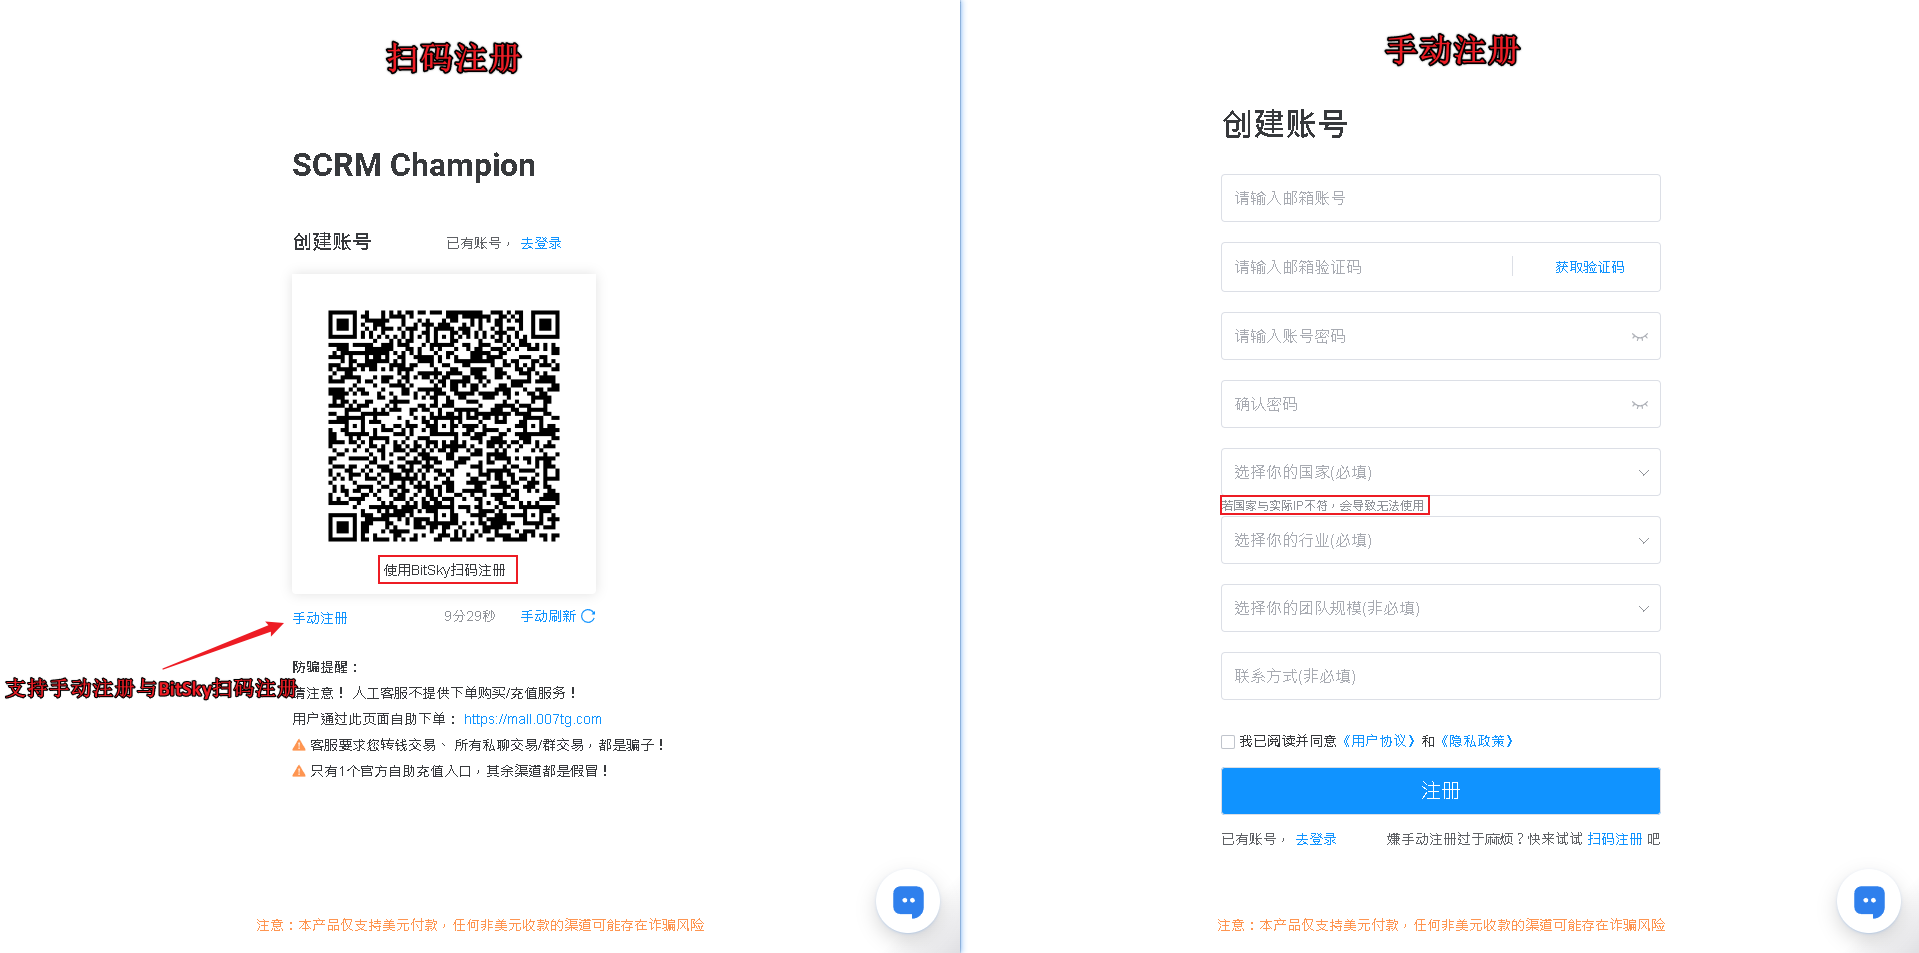 扫码注册
SCRM Champion
创建账号
已有账号， 去登录
使用BitSky扫码注册
手动注册
9分29秒
手动刷新
支持手动注册与BitSky扫码注册
防骗提醒：
请注意！ 人工客服不提供下单购买/充值服务！
用户通过此页面自助下单： https://mall.007tg.com
客服要求您转钱交易、 所有私聊交易/群交易，都是骗子！
只有1个官方自助充值入口，其余渠道都是假冒！
注意：本产品仅支持美元付款，任何非美元收款的渠道可能存在诈骗风险
手动注册
创建账号
请输入邮箱账号
请输入邮箱验证码
获取验证码
请输入账号密码
确认密码
选择你的国家(必填)
若国家与实际IP不符，会导致无法使用
选择你的行业(必填)
选择你的团队规模(非必填)
联系方式(非必填)
我已阅读并同意《用户协议》和《隐私政策》
注册
已有账号， 去登录
嫌手动注册过于麻烦？快来试试 扫码注册 吧
注意：本产品仅支持美元付款，任何非美元收款的渠道可能存在诈骗风险